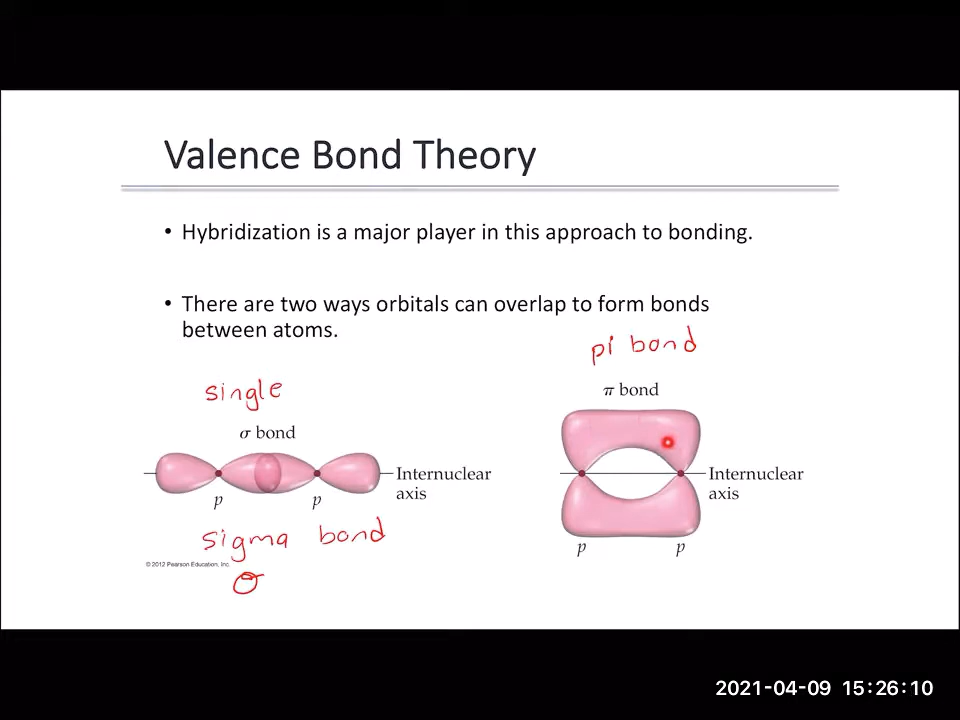 Valence Bond Theory
• Hybridization is a major player in this approach to bonding.
• There are two ways orbitals can overlap to form bonds
between atoms.
pi bond
single
π bond
σ bond
Internuclear
axis
Internuclear
axis
p p
sigma bond
p p
© 2012 Pearson Education, Inc.
σ
2021-04-09 15:26:10